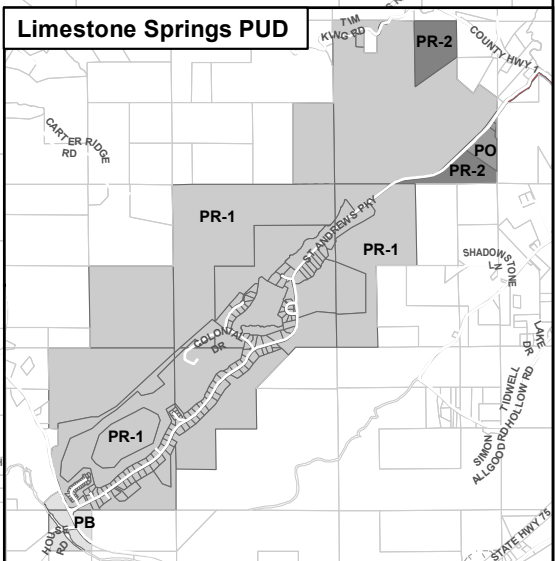 Limestone Springs PUD
TIM
KING RD
PR-2
COUNTY HWY 1
CARTER RIDGE
RD
PO
PR-2
PR-1
ST ANDREWS PKY
PR-1
SHADOWSTONE
LN
COLONIAL
DR
LAKE
DR
TIDWELL
HOLLOW RD
SIMON
ALLGOOD RD
PR-1
PB
HOUSE
RD
STATE HWY 75